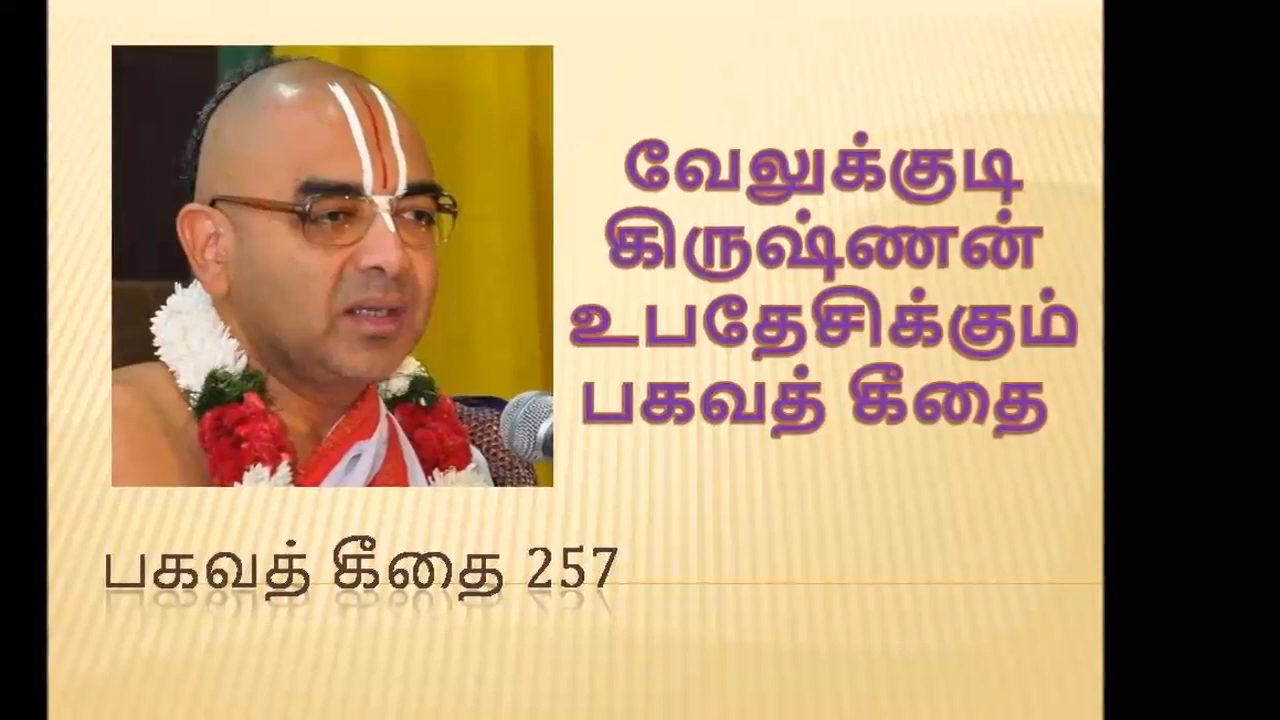 வேலுக்குடி
கிருஷ்ணன்
உபதேசிக்கும்
பகவத் கீதை
பகவத் கீதை 257